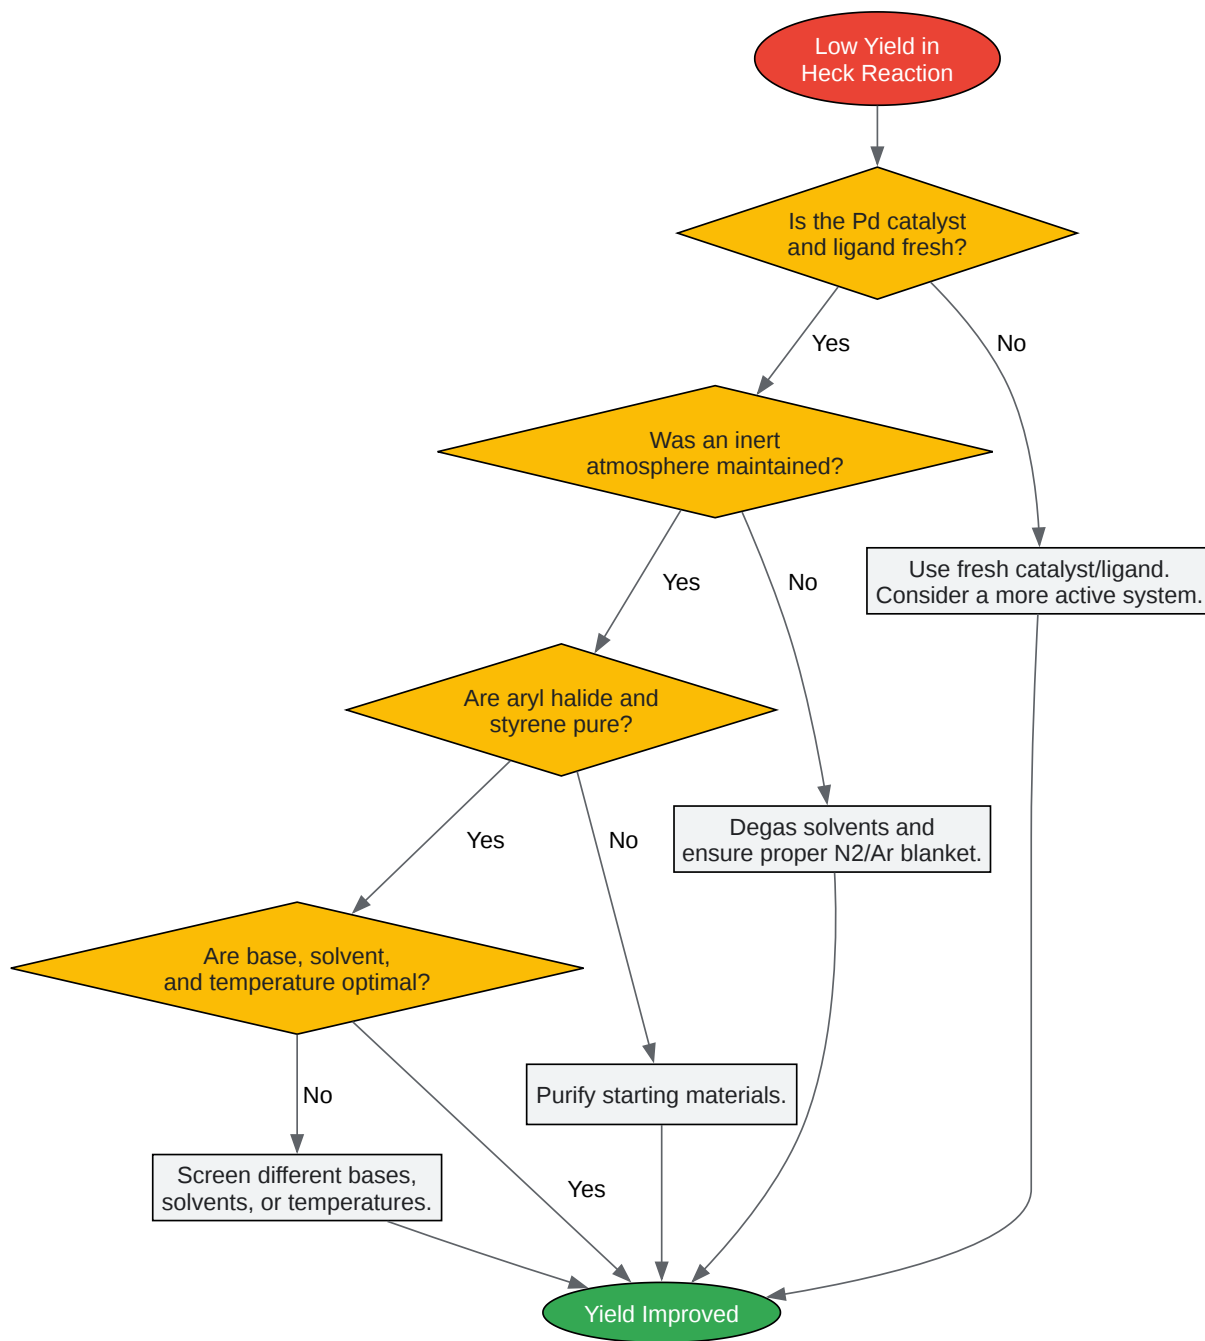 Low Yield in
Heck Reaction
Is the Pd catalyst
and ligand fresh?
Yes
No
Was an inert
atmosphere maintained?
Use fresh catalyst/ligand.
Consider a more active system.
Yes
No
Are aryl halide and
styrene pure?
Degas solvents and
ensure proper N2/Ar blanket.
Yes
No
Are base, solvent,
and temperature optimal?
Purify starting materials.
No
Screen different bases,
solvents, or temperatures.
Yes
Yield Improved